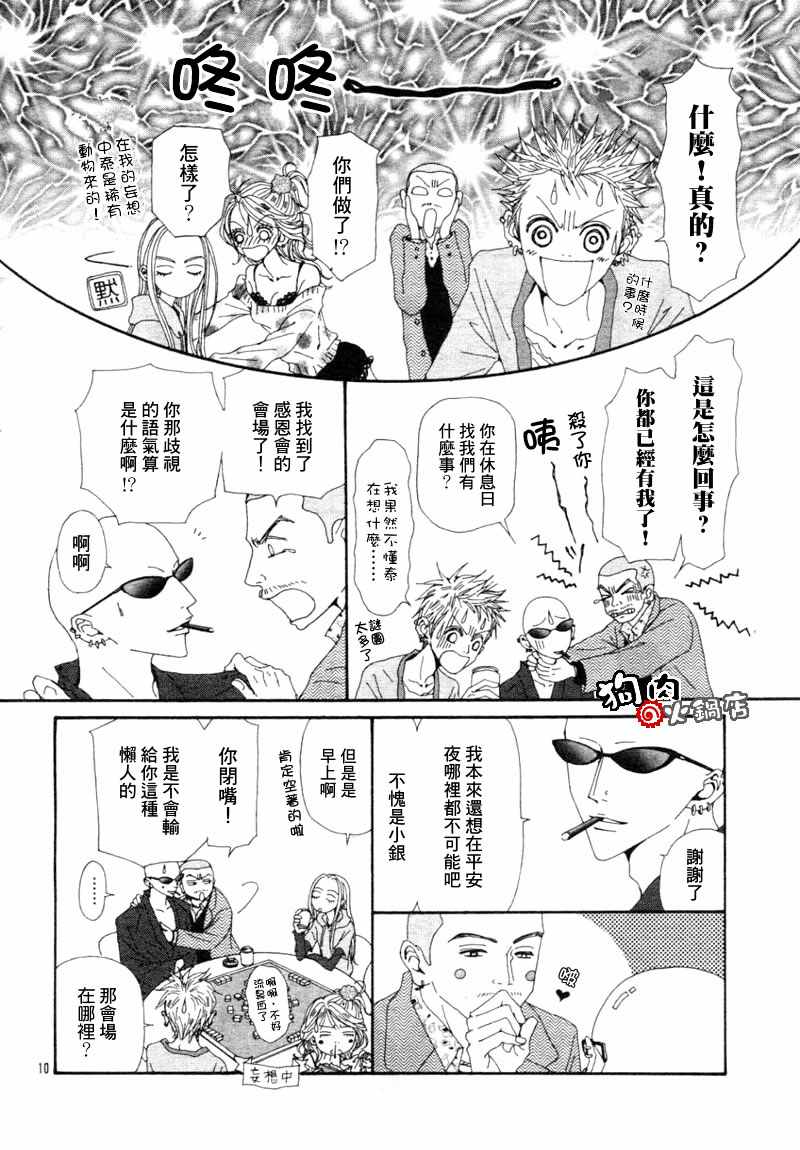 什麼！真的？
什麼時候
的事？
咚咚
你們做了!?
怎樣了？
在我的妄想
中泰是稀有
動物來的！
默
這是怎麼回事？
你都已經有我了！
殺了你
咦
你在休息日
找我們有
什麼事？
我果然不懂泰
在想什麼……
謎團
太多了
我找到了
感恩會的
會場了！
你那歧視
的語氣算
是什麼啊!?
啊啊
狗肉
火鍋店
謝謝了
我本來還想在平安
夜哪裡都不可能吧
不愧是小銀
啵
但是是
早上啊
肯定空著的啦
你閉嘴！
我是不會輸
給你這種
懶人的
……
那會場
在哪裡？
不好
流鼻血了
妄想中
10